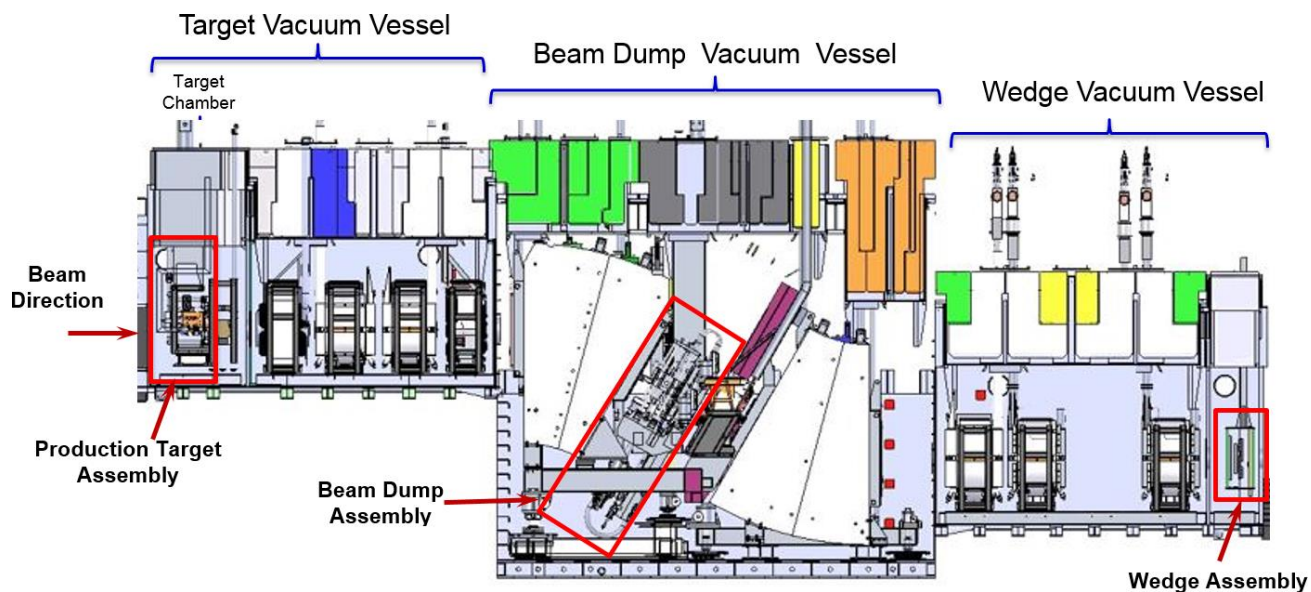 Target Vacuum Vessel
Beam Dump Vacuum Vessel
Wedge Vacuum Vessel
Target
Chamber
Beam
Direction
Production Target
Assembly
Beam Dump
Assembly
Wedge Assembly